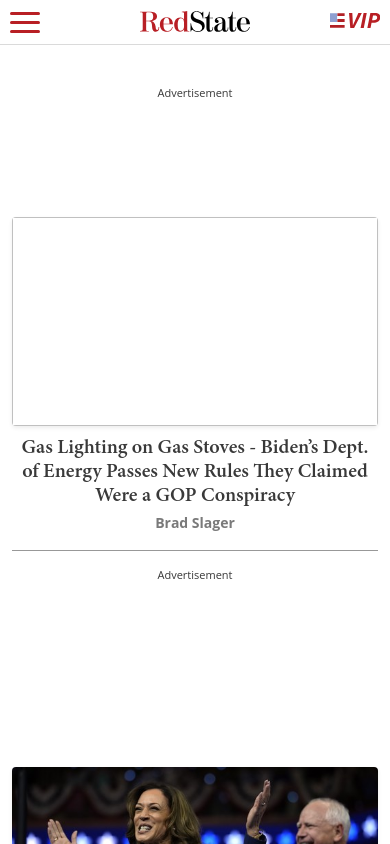 RedState
VIP
Advertisement
Gas Lighting on Gas Stoves - Biden’s Dept.
of Energy Passes New Rules They Claimed
Were a GOP Conspiracy
Brad Slager
Advertisement